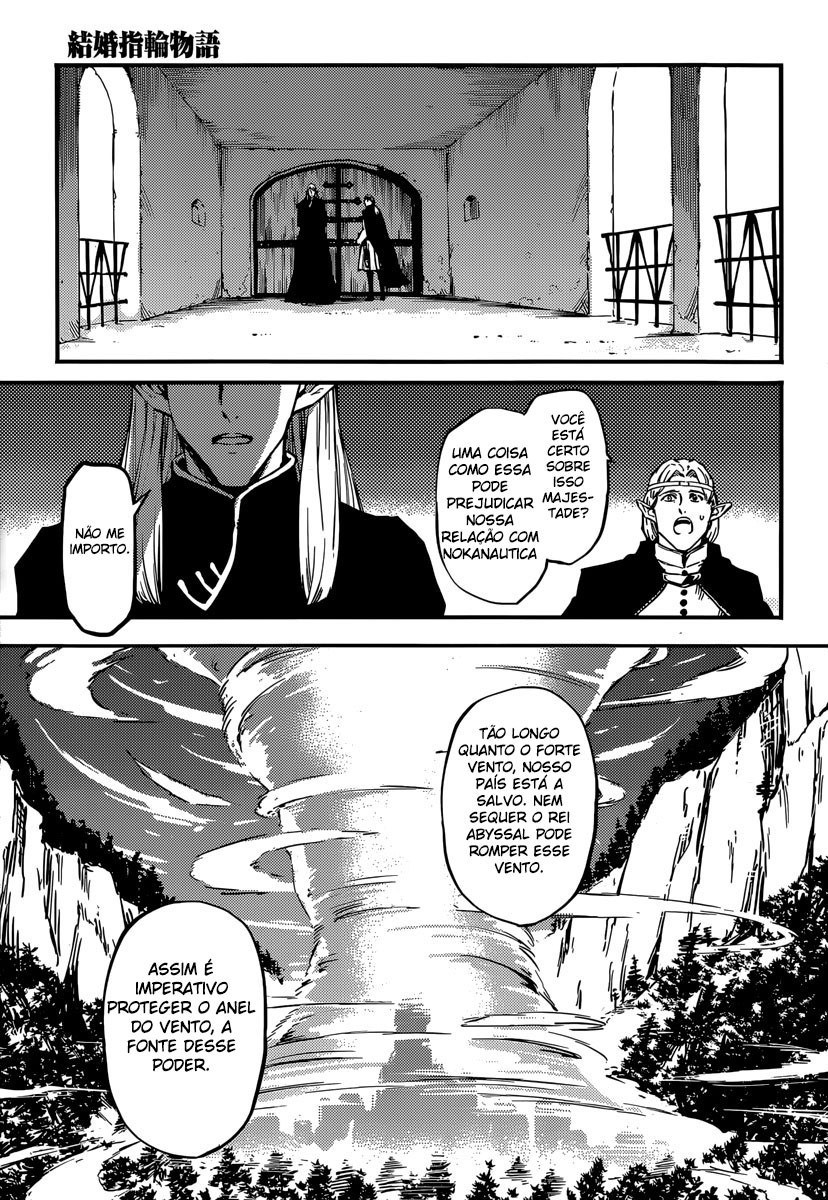 結婚指輪物語
VOCÊ
ESTÁ
CERTO
SOBRE
ISSO
MAJES-
TADE?
UMA COISA
COMO ESSA
PODE
PREJUDICAR
NOSSA
RELAÇÃO COM
NOKANAUTICA
NÃO ME
IMPORTO.
TÃO LONGO
QUANTO O FORTE
VENTO, NOSSO
PAÍS ESTÁ A
SALVO. NEM
SEQUER O REI
ABYSSAL PODE
ROMPER ESSE
VENTO.
ASSIM É
IMPERATIVO
PROTEGER O ANEL
DO VENTO, A
FONTE DESSE
PODER.